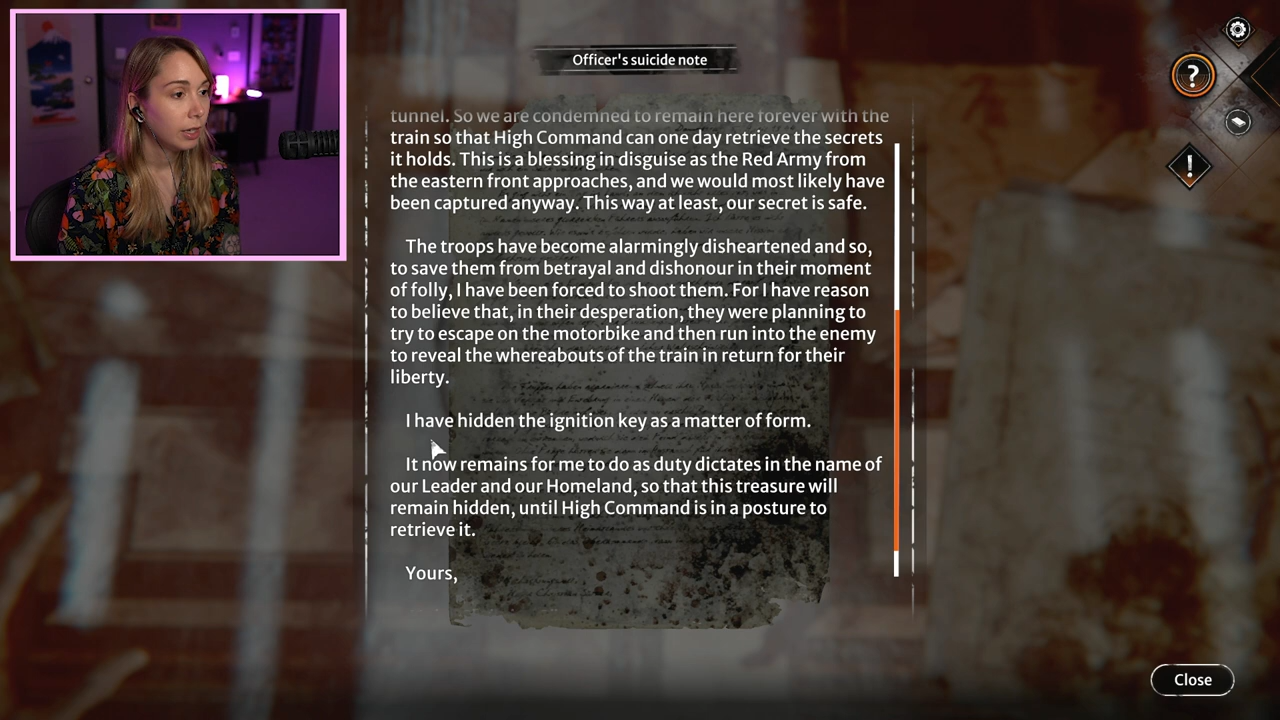 Officer's suicide note
tunnel. So we are condemned to remain here forever with the
train so that High Command can one day retrieve the secrets
it holds. This is a blessing in disguise as the Red Army from
the eastern front approaches, and we would most likely have
been captured anyway. This way at least, our secret is safe.
The troops have become alarmingly disheartened and so,
to save them from betrayal and dishonour in their moment
of folly, I have been forced to shoot them. For I have reason
to believe that, in their desperation, they were planning to
try to escape on the motorbike and then run into the enemy
to reveal the whereabouts of the train in return for their
liberty.
I have hidden the ignition key as a matter of form.
It now remains for me to do as duty dictates in the name of
our Leader and our Homeland, so that this treasure will
remain hidden, until High Command is in a posture to
retrieve it.
Yours,
?
!
Close